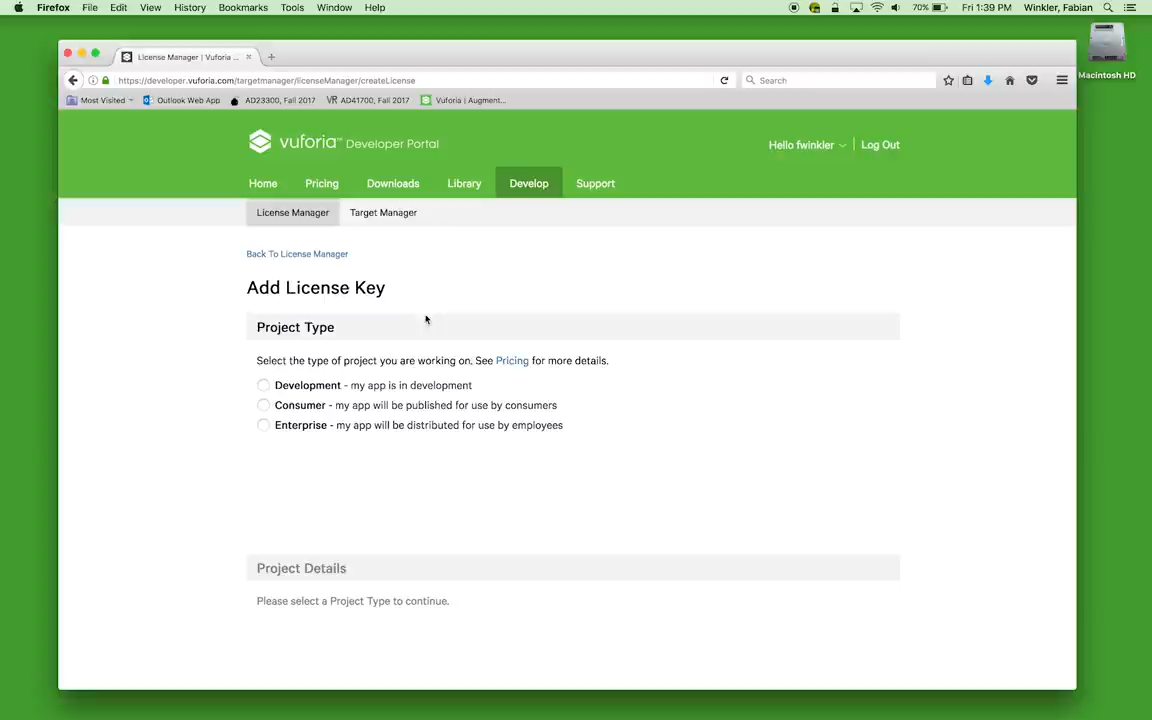 Firefox File Edit View History Bookmarks Tools Window Help 70% Fri 1:39 PM Winkler, Fabian
Macintosh HD
License Manager | Vuforia ...
https://developer.vuforia.com/targetmanager/licenseManager/createLicense Search
Most Visited Outlook Web App AD23300, Fall 2017 VR AD41700, Fall 2017 Vuforia | Augment...
vuforia™ Developer Portal Hello fwinkler Log Out
Home Pricing Downloads Library Develop Support
License Manager Target Manager
Back To License Manager
Add License Key
Project Type
Select the type of project you are working on. See Pricing for more details.
Development - my app is in development
Consumer - my app will be published for use by consumers
Enterprise - my app will be distributed for use by employees
Project Details
Please select a Project Type to continue.